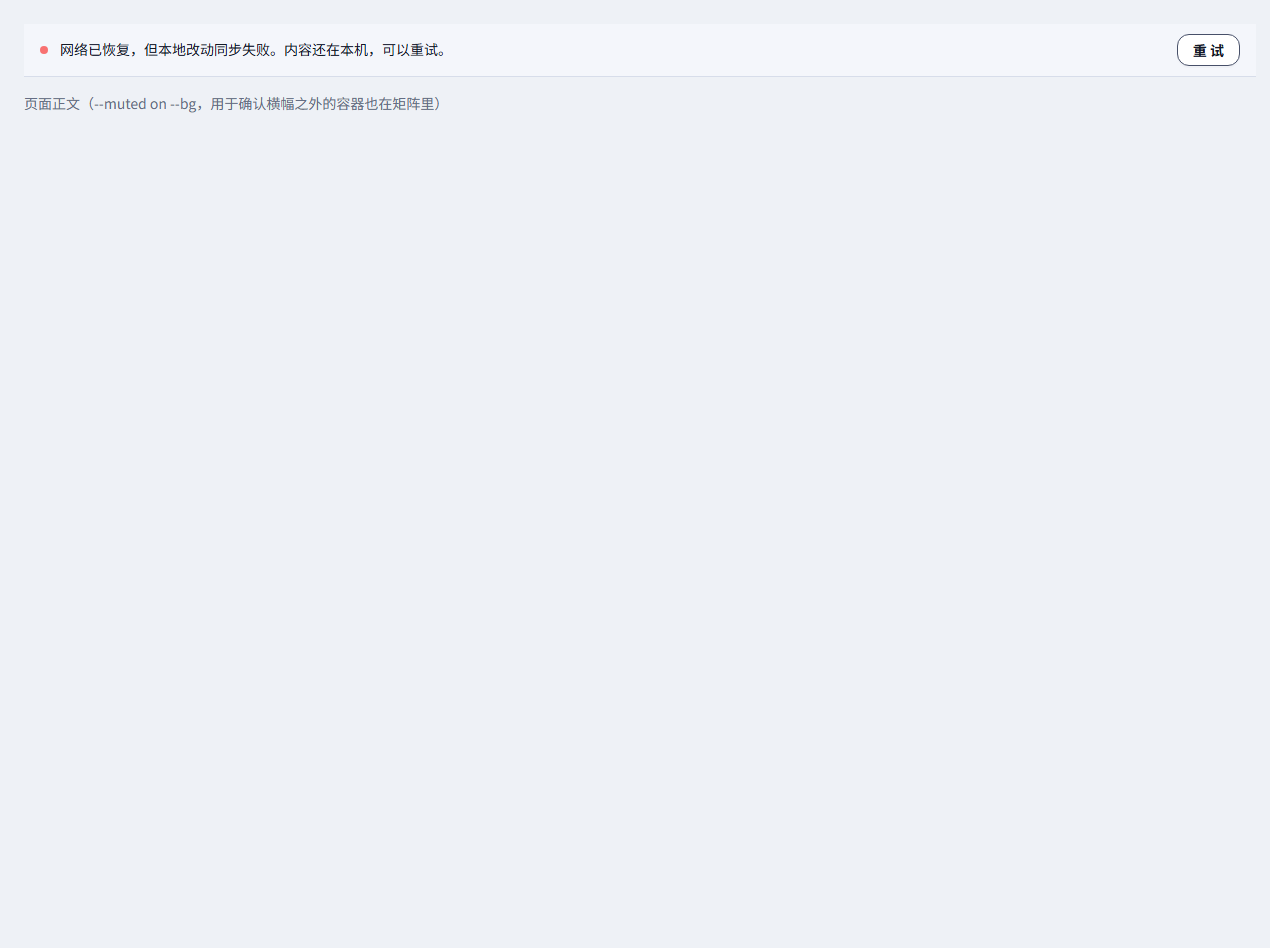 网络已恢复，但本地改动同步失败。内容还在本机，可以重试。
重 试
页面正文（--muted on --bg，用于确认横幅之外的容器也在矩阵里）